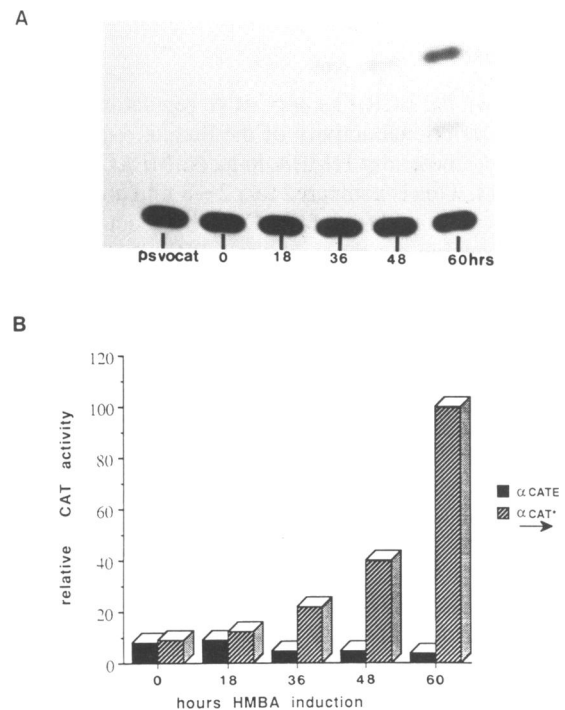 A
psvocat 0 18 36 48 60hrs
B
120
100
80
60
40
20
0
relative CAT activity
0 18 36 48 60
hours HMBA induction
αCATE
αCAT+